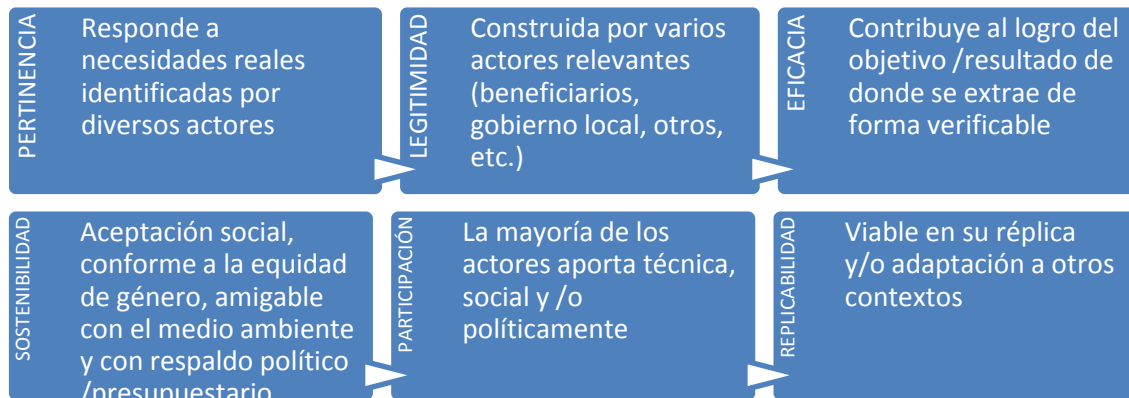 PERTINENCIA
Responde a
necesidades reales
identificadas por
diversos actores
LEGITIMIDAD
Construida por varios
actores relevantes
(beneficiarios,
gobierno local, otros,
etc.)
EFICACIA
Contribuye al logro del
objetivo /resultado de
donde se extrae de
forma verificable
SOSTENIBILIDAD
Aceptación social,
conforme a la equidad
de género, amigable
con el medio ambiente
y con respaldo político
/presupuestario
PARTICIPACIÓN
La mayoría de los
actores aporta técnica,
social y /o
políticamente
REPLICABILIDAD
Viable en su réplica
y/o adaptación a otros
contextos